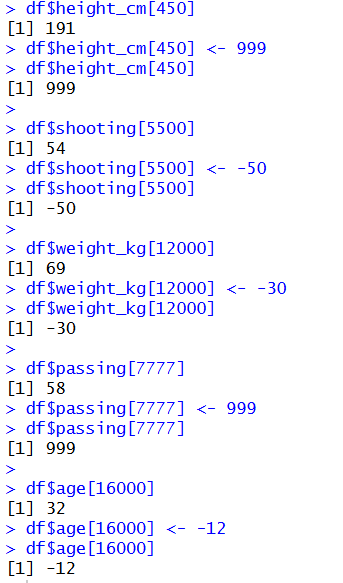 > df$height_cm[450]
[1] 191
> df$height_cm[450] <- 999
> df$height_cm[450]
[1] 999
>
> df$shooting[5500]
[1] 54
> df$shooting[5500] <- -50
> df$shooting[5500]
[1] -50
>
> df$weight_kg[12000]
[1] 69
> df$weight_kg[12000] <- -30
> df$weight_kg[12000]
[1] -30
>
> df$passing[7777]
[1] 58
> df$passing[7777] <- 999
> df$passing[7777]
[1] 999
>
> df$age[16000]
[1] 32
> df$age[16000] <- -12
> df$age[16000]
[1] -12